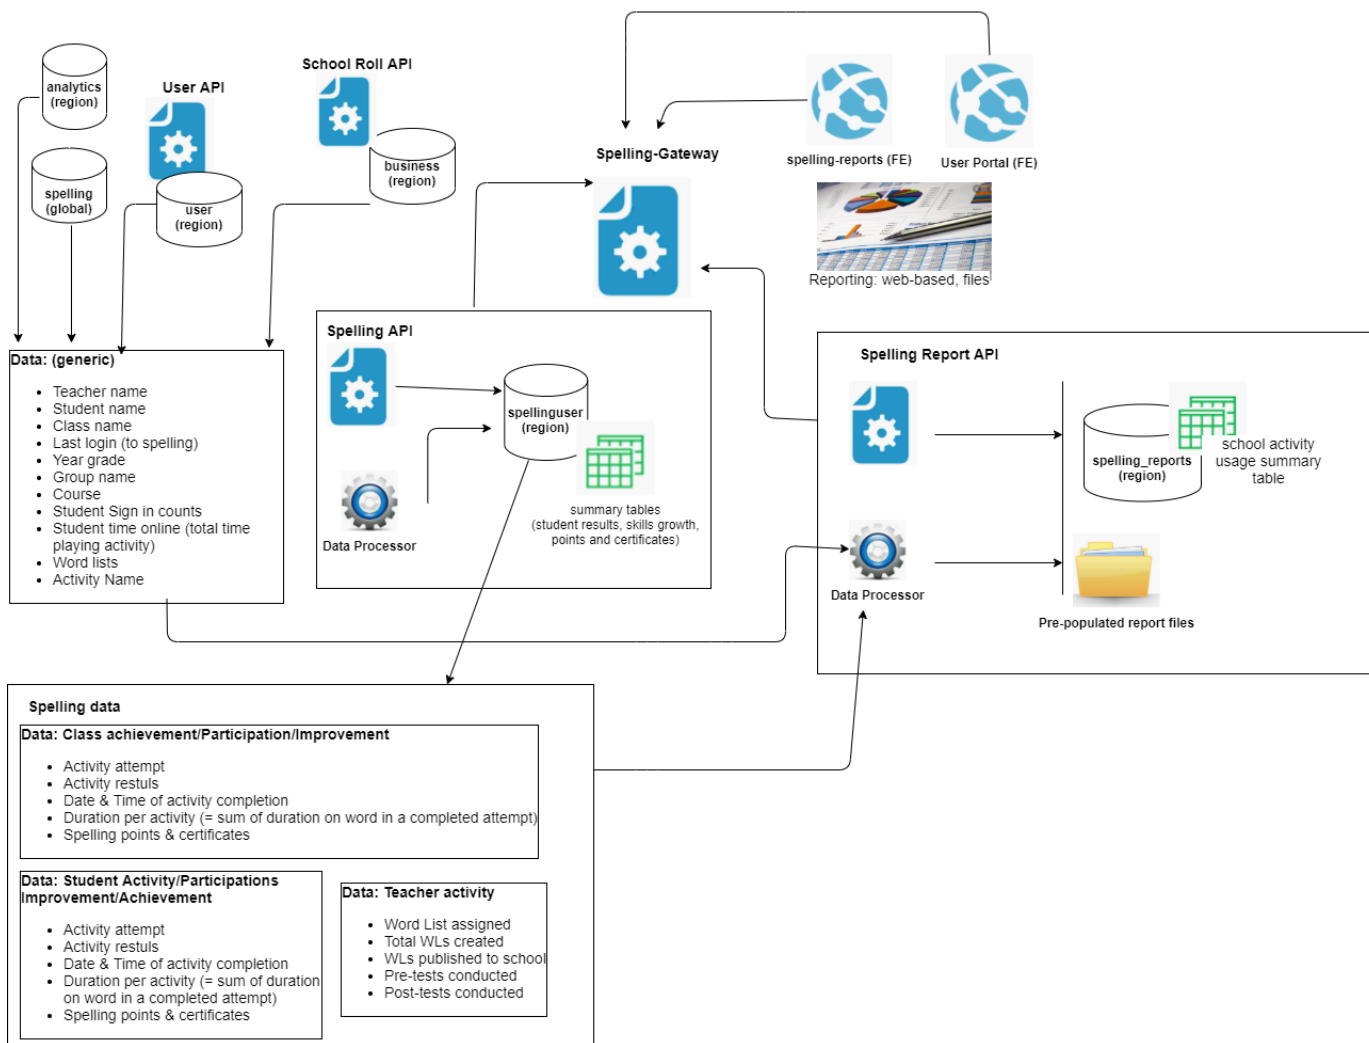 analytics
(region)
User API
School Roll API
spelling
(global)
user
(region)
business
(region)
Spelling-Gateway
spelling-reports (FE)
User Portal (FE)
Reporting: web-based, files
Data: (generic)
Teacher name
Student name
Class name
Last login (to spelling)
Year grade
Group name
Course
Student Sign in counts
Student time online (total time
playing activity)
Word lists
Activity Name
Spelling API
spellinguser
(region)
Data Processor
summary tables
(student results, skills growth,
points and certificates)
Spelling Report API
spelling_reports
(region)
school activity
usage summary
table
Data Processor
Pre-populated report files
Spelling data
Data: Class achievement/Participation/Improvement
Activity attempt
Activity restuls
Date & Time of activity completion
Duration per activity (= sum of duration on word in a completed attempt)
Spelling points & certificates
Data: Student Activity/Participations
Improvement/Achievement
Activity attempt
Activity restuls
Date & Time of activity completion
Duration per activity (= sum of duration
on word in a completed attempt)
Spelling points & certificates
Data: Teacher activity
Word List assigned
Total WLs created
WLs published to school
Pre-tests conducted
Post-tests conducted